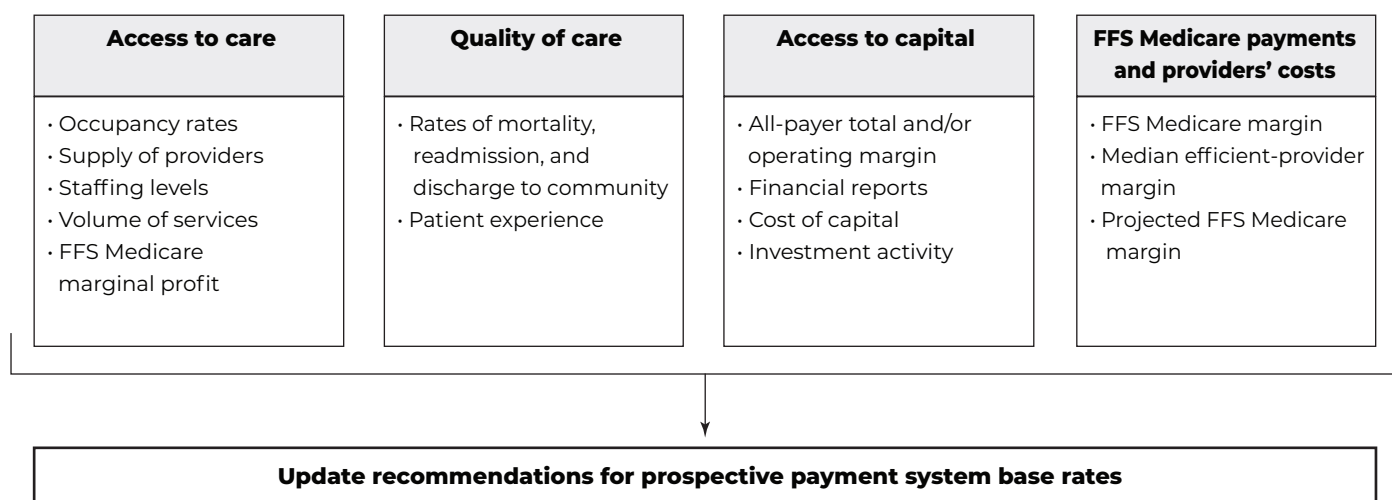 Access to care
· Occupancy rates
· Supply of providers
· Staffing levels
· Volume of services
· FFS Medicare
marginal profit
Quality of care
· Rates of mortality,
readmission, and
discharge to community
· Patient experience
Access to capital
· All-payer total and/or
operating margin
· Financial reports
· Cost of capital
· Investment activity
FFS Medicare payments
and providers’ costs
· FFS Medicare margin
· Median efficient-provider
margin
· Projected FFS Medicare
margin
Update recommendations for prospective payment system base rates